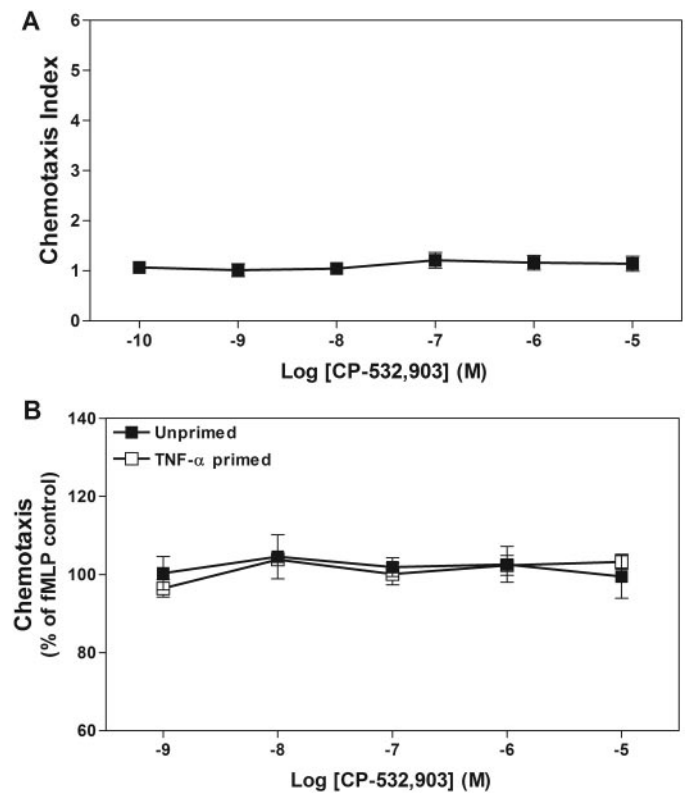 A
Chemotaxis Index
6
5
4
3
2
1
0
-10 -9 -8 -7 -6 -5
Log [CP-532,903] (M)
B
Chemotaxis
(% of fMLP control)
140
120
100
80
60
Unprimed
TNF-α primed
-9 -8 -7 -6 -5
Log [CP-532,903] (M)